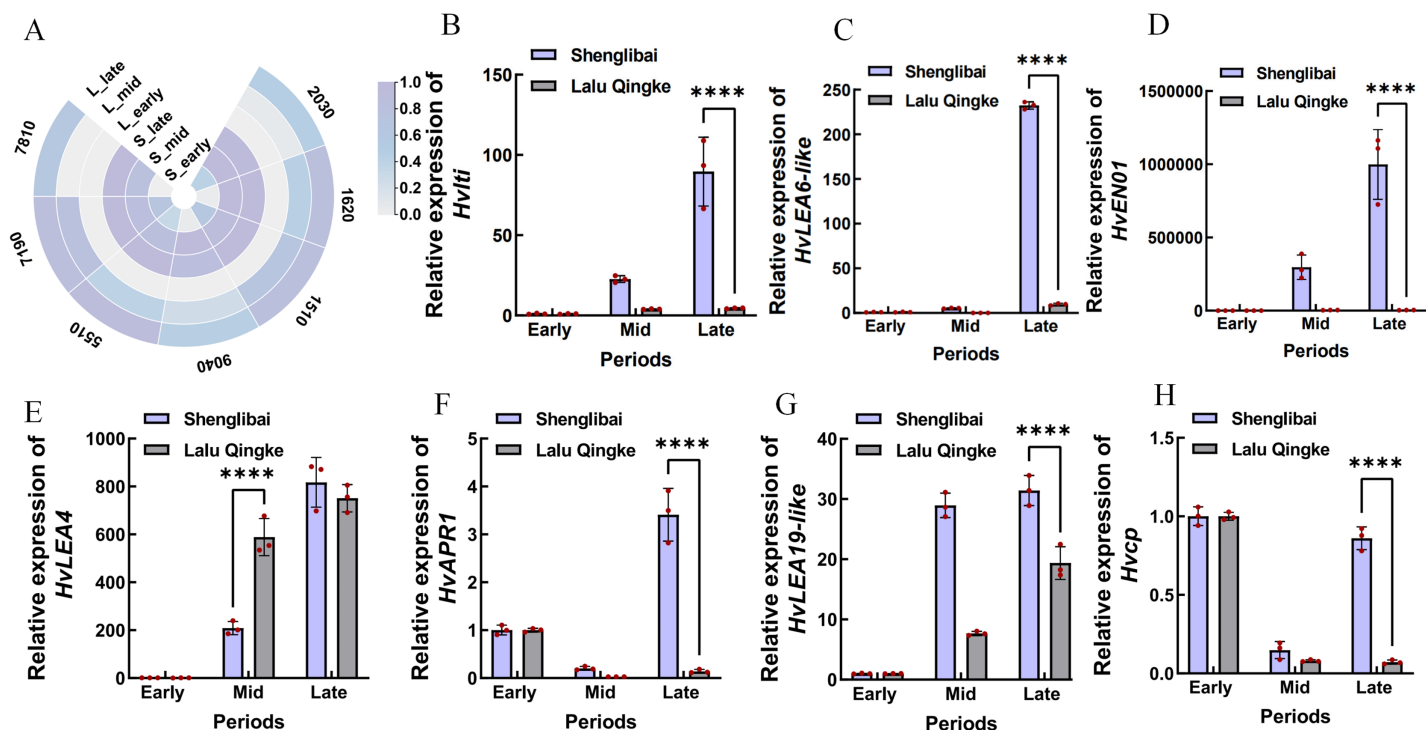 A
L_late
L_mid
L_early
S_late
S_mid
S_early
2030
1620
1510
9040
5510
7190
7810
1.0
0.8
0.6
0.4
0.2
0.0
B
Shenglibai
Lalu Qingke
Relative expression of
Hvlti
150
100
50
0
****
Early Mid Late
Periods
C
Shenglibai
Lalu Qingke
Relative expression of
HvLEA6-like
250
200
150
100
50
0
****
Early Mid Late
Periods
D
Shenglibai
Lalu Qingke
Relative expression of
HvEN01
1500000
1000000
500000
0
****
Early Mid Late
Periods
E
Shenglibai
Lalu Qingke
Relative expression of
HvLEA4
1000
800
600
400
200
0
****
Early Mid Late
Periods
F
Shenglibai
Lalu Qingke
Relative expression of
HvAPR1
5
4
3
2
1
0
****
Early Mid Late
Periods
G
Shenglibai
Lalu Qingke
Relative expression of
HvLEA19-like
40
30
20
10
0
****
Early Mid Late
Periods
H
Shenglibai
Lalu Qingke
Relative expression of
Hvcp
1.5
1.0
0.5
0.0
****
Early Mid Late
Periods